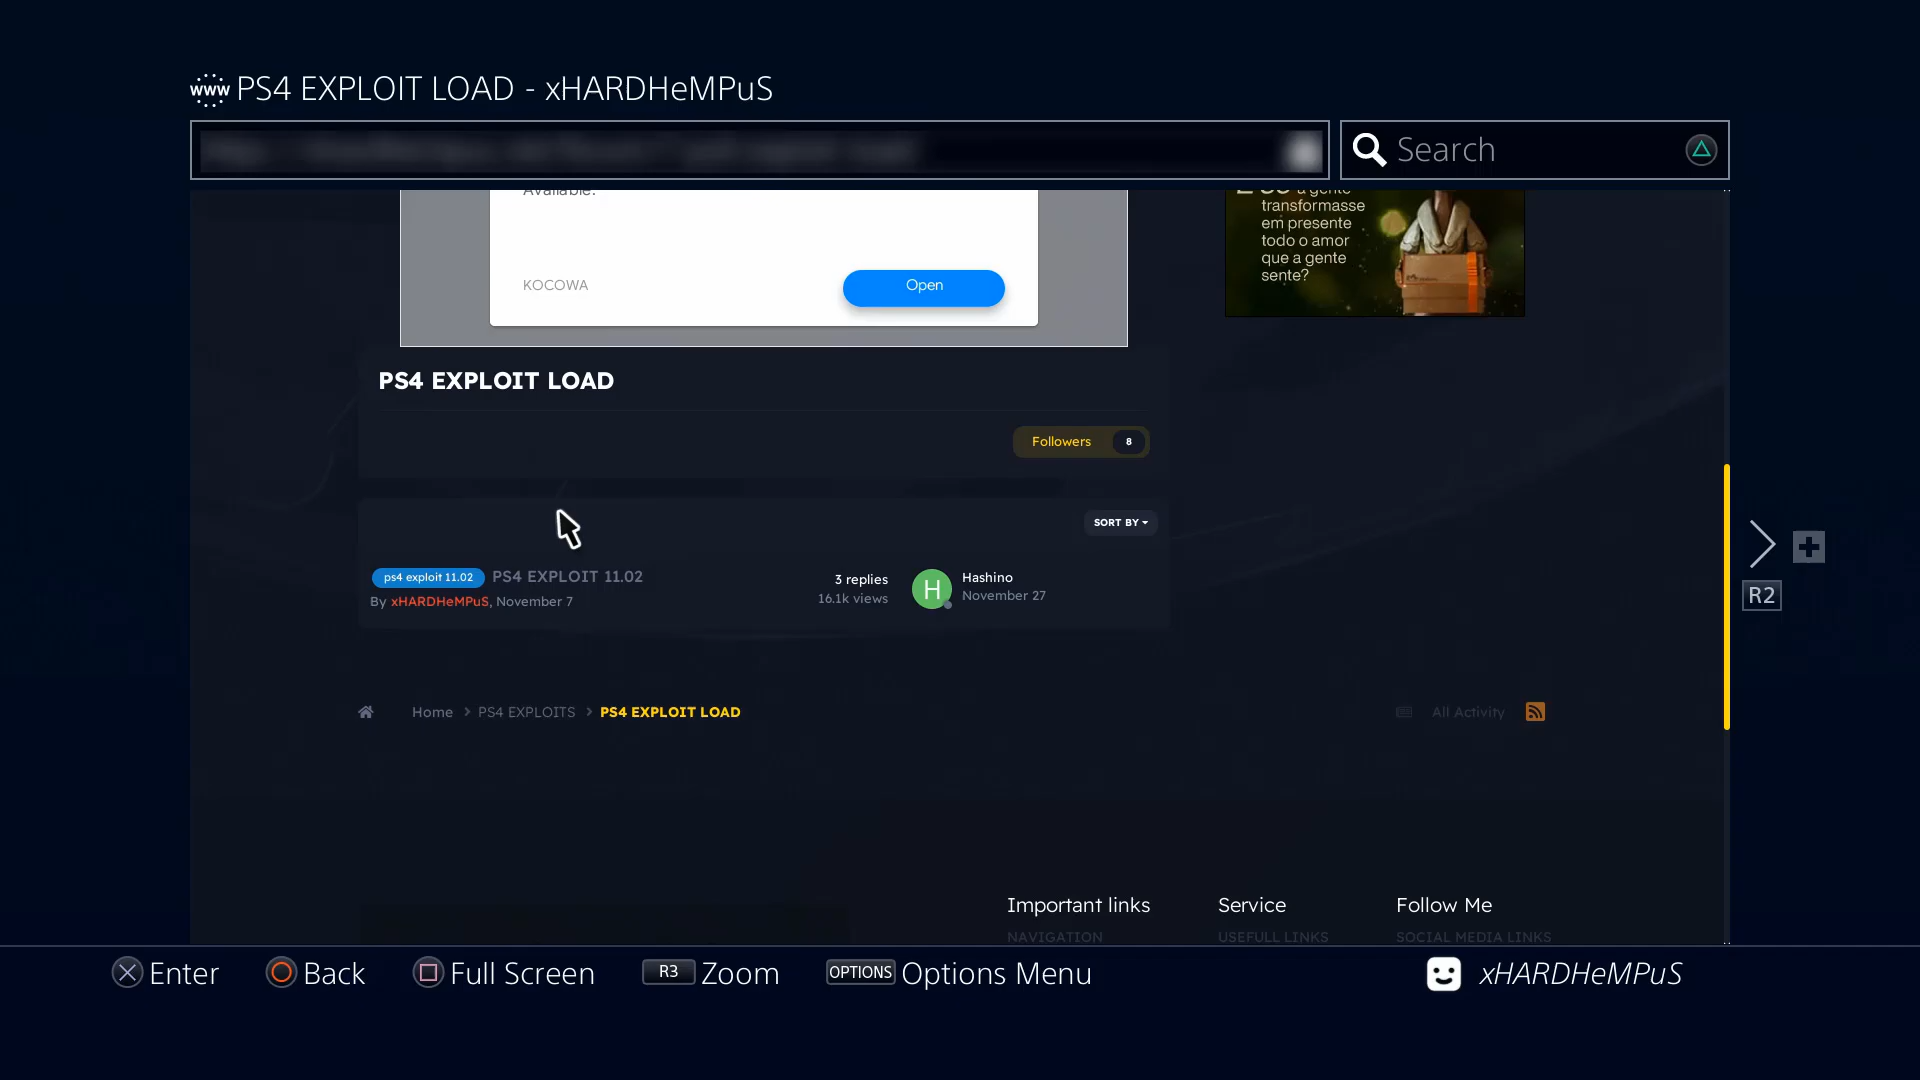 www PS4 EXPLOIT LOAD - xHARDHeMPuS
Search
Available.
KOCOWA
Open
a gente
transformasse
em presente
todo o amor
que a gente
sente?
PS4 EXPLOIT LOAD
Followers 8
SORT BY
ps4 exploit 11.02 PS4 EXPLOIT 11.02
By xHARDHeMPuS, November 7
3 replies
16.1k views
H
Hashino
November 27
R2
Home > PS4 EXPLOITS > PS4 EXPLOIT LOAD
All Activity
Important links
NAVIGATION
Service
USEFULL LINKS
Follow Me
SOCIAL MEDIA LINKS
Enter
Back
Full Screen
R3 Zoom
OPTIONS Options Menu
xHARDHeMPuS